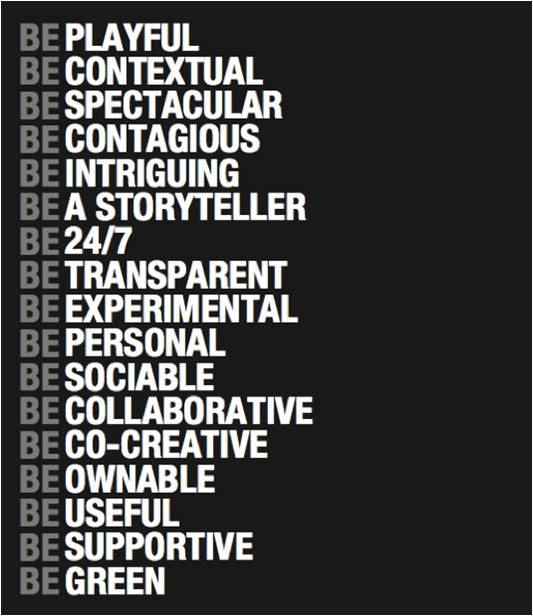 BE PLAYFUL
BE CONTEXTUAL
BE SPECTACULAR
BE CONTAGIOUS
BE INTRIGUING
BE A STORYTELLER
BE 24/7
BE TRANSPARENT
BE EXPERIMENTAL
BE PERSONAL
BE SOCIABLE
BE COLLABORATIVE
BE CO-CREATIVE
BE OWNABLE
BE USEFUL
BE SUPPORTIVE
BE GREEN